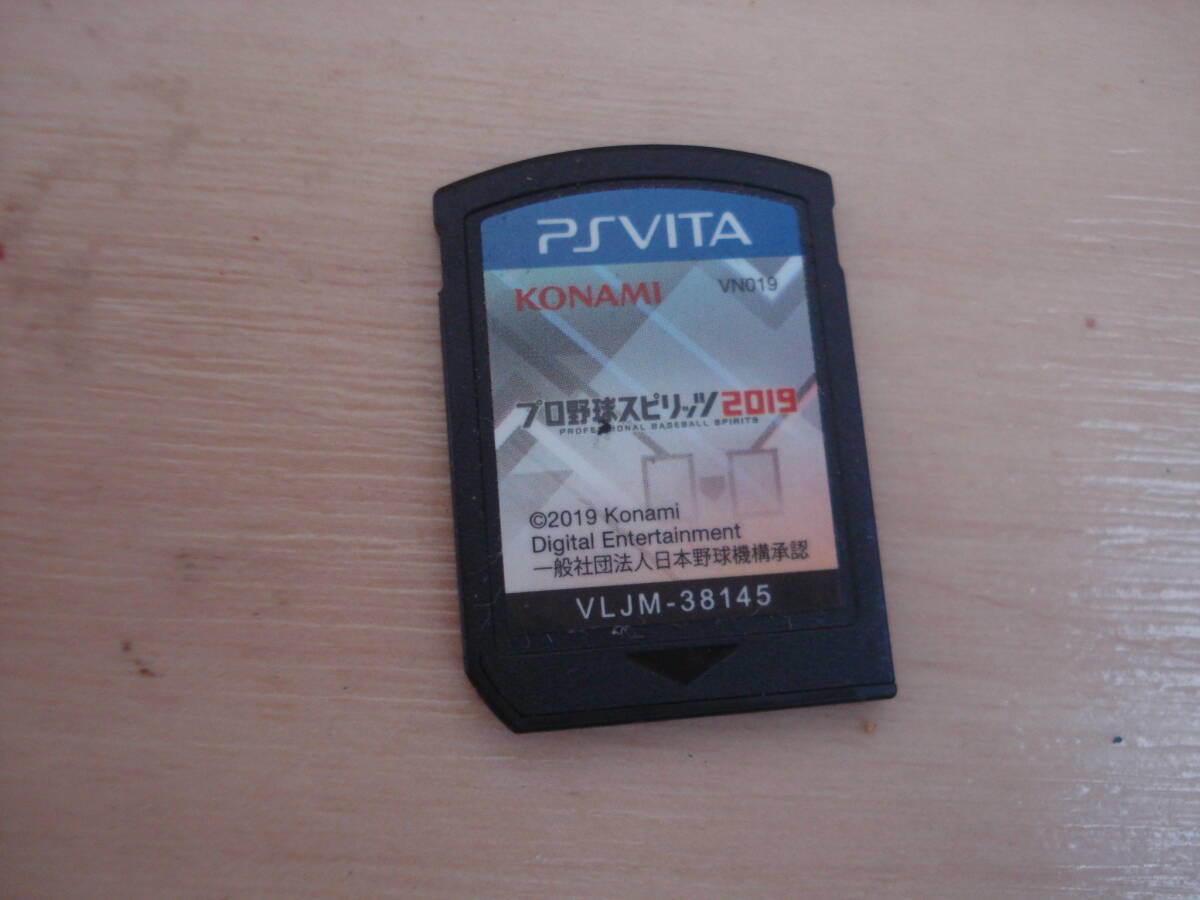 PSVITA
KONAMI VN019
プロ野球スピリッツ2019
PROFESSIONAL BASEBALL SPIRITS
©2019 Konami
Digital Entertainment
一般社団法人日本野球機構承認
VLJM-38145